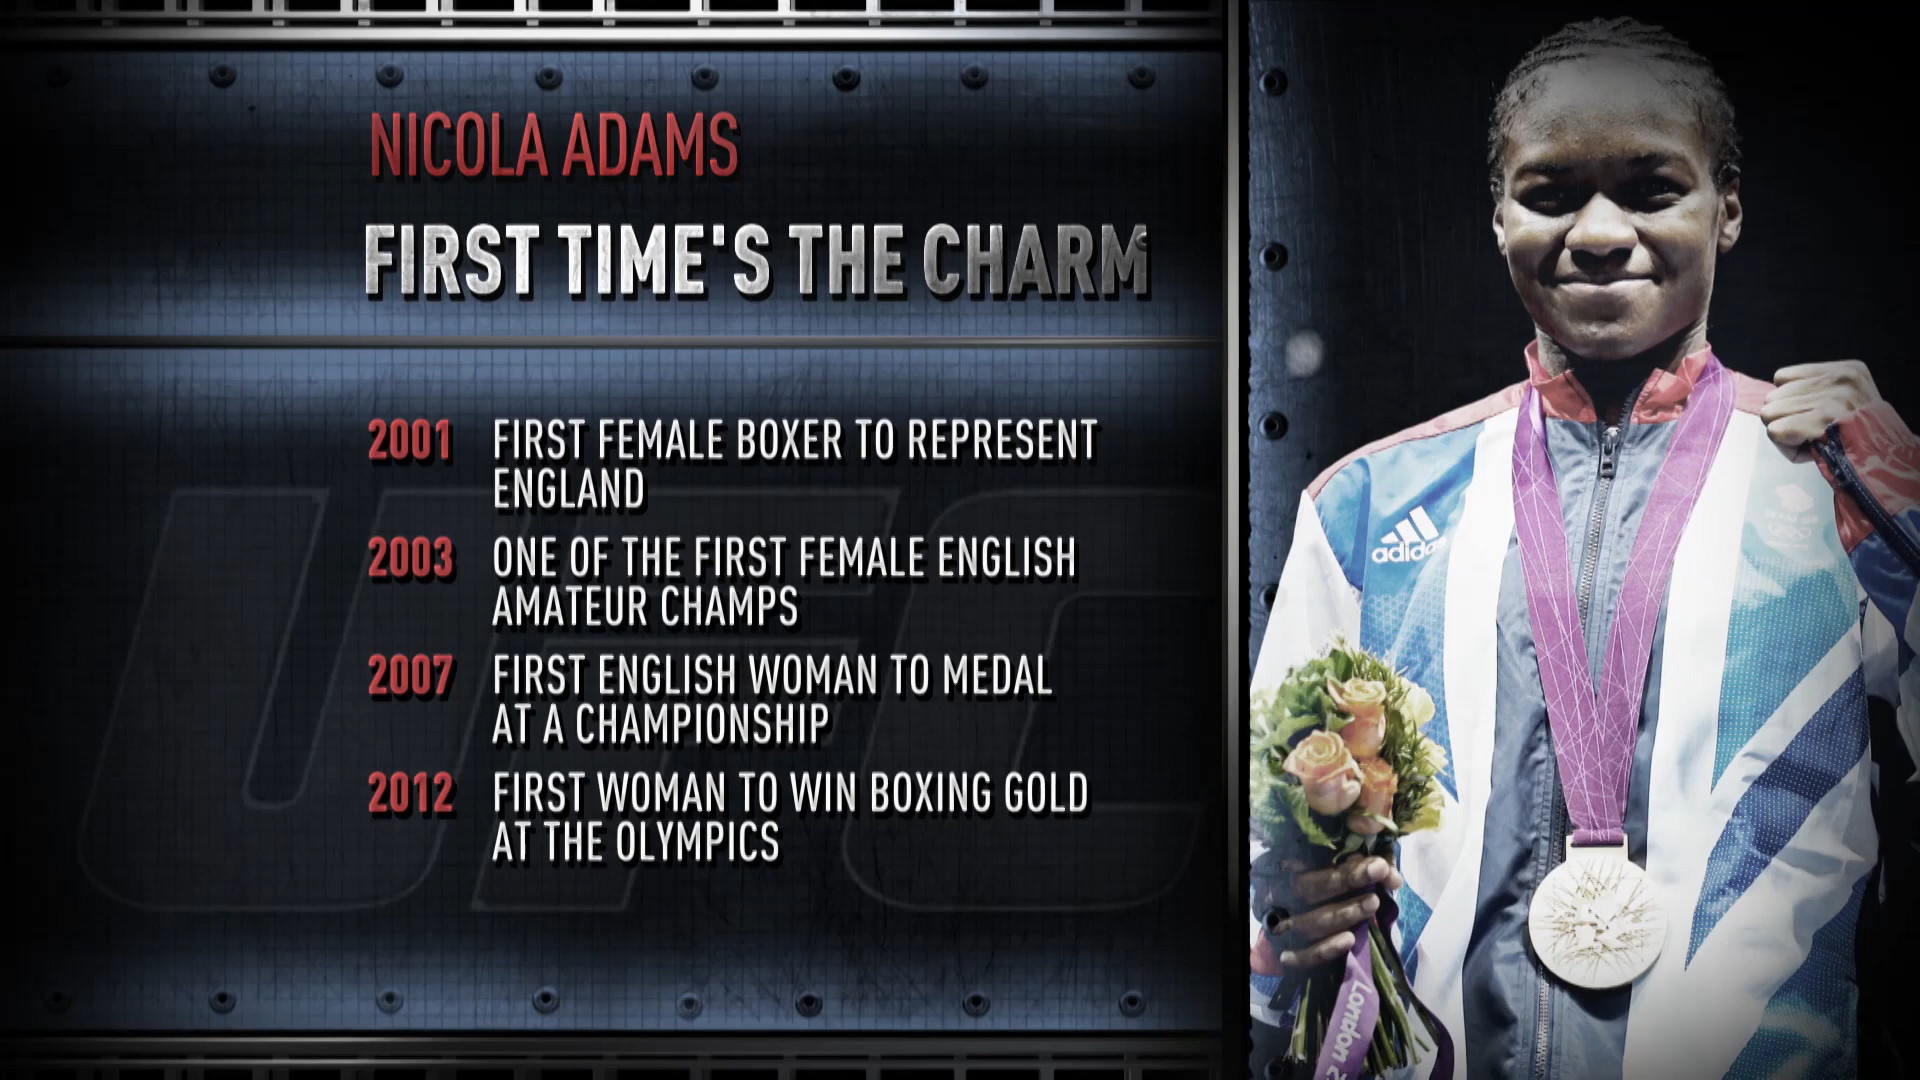 NICOLA ADAMS
FIRST TIME'S THE CHARM
2001 FIRST FEMALE BOXER TO REPRESENT
ENGLAND
2003 ONE OF THE FIRST FEMALE ENGLISH
AMATEUR CHAMPS
2007 FIRST ENGLISH WOMAN TO MEDAL
AT A CHAMPIONSHIP
2012 FIRST WOMAN TO WIN BOXING GOLD
AT THE OLYMPICS
UFC
adidas
London